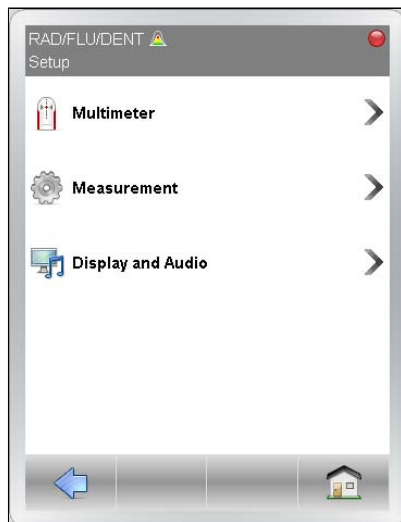 RAD/FLU/DENT
Setup
Multimeter
Measurement
Display and Audio